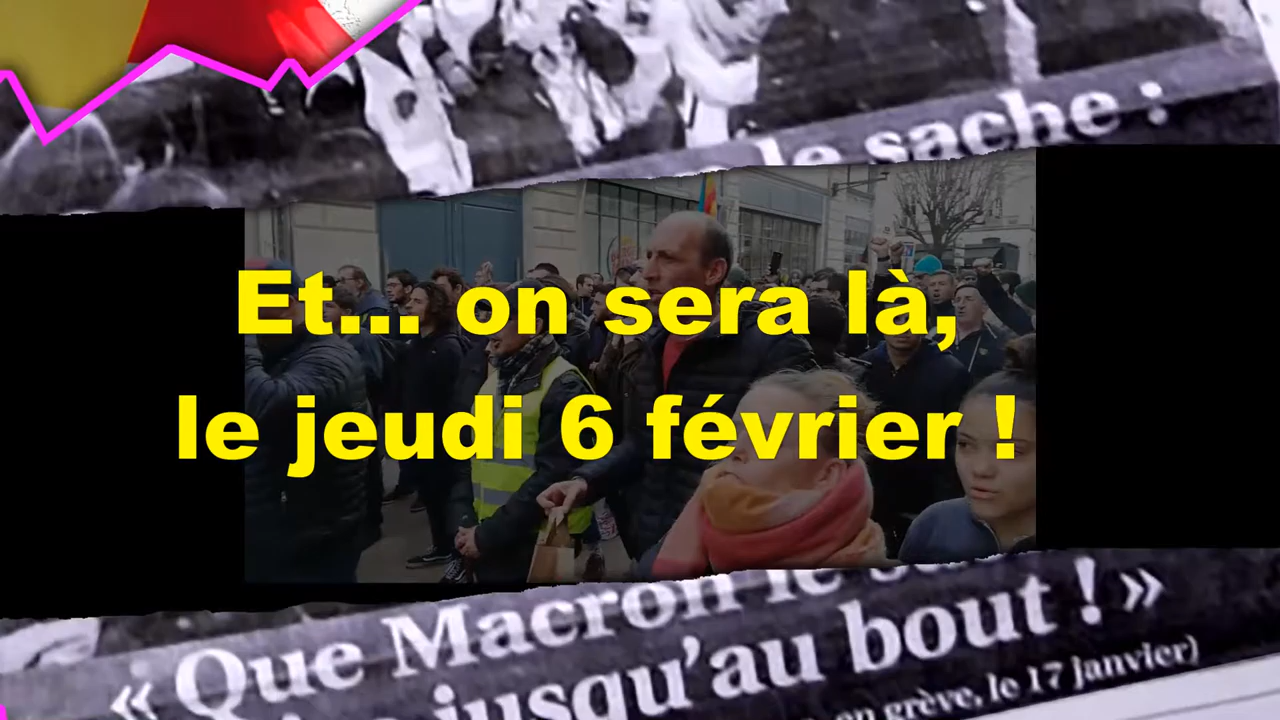 le sache :
Et... on sera là,
le jeudi 6 février !
« Que Macron le
jusqu'au bout ! »
en grève, le 17 janvier)